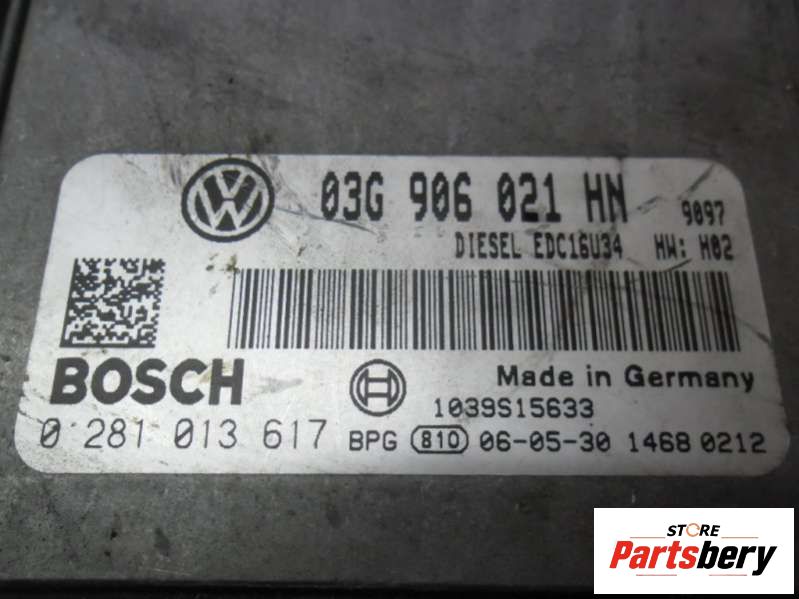 03G 906 021 HN 9097
DIESEL EDC16U34 HW: H02
BOSCH
Made in Germany
1039S15633
0 281 013 617 BPG 810 06-05-30 1468 0212
STORE
Partsbery